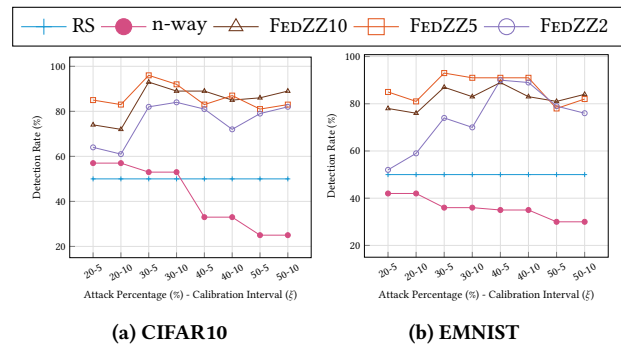 RS n-way FEDZZ10 FEDZZ5 FEDZZ2
100
80
60
40
20
Detection Rate (%)
20-5 20-10 30-5 30-10 40-5 40-10 50-5 50-10
Attack Percentage (%) - Calibration Interval (ξ)
(a) CIFAR10
100
80
60
40
20
Detection Rate (%)
20-5 20-10 30-5 30-10 40-5 40-10 50-5 50-10
Attack Percentage (%) - Calibration Interval (ξ)
(b) EMNIST